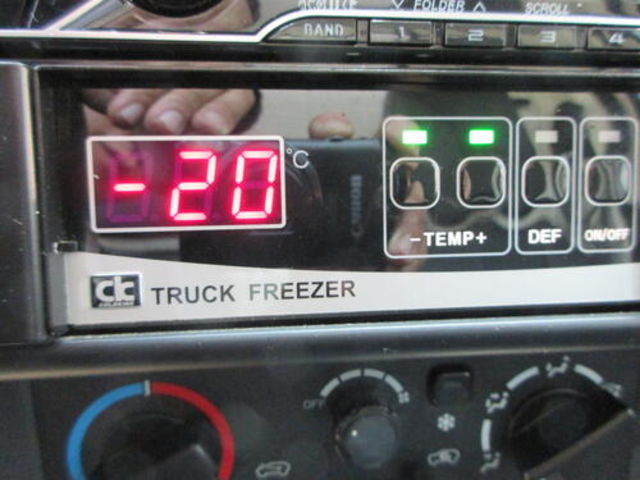 FOLDER SCROLL
BAND 1 2 3 4
-20 °C
-TEMP+ DEF ON/OFF
TRUCK FREEZER
OFF